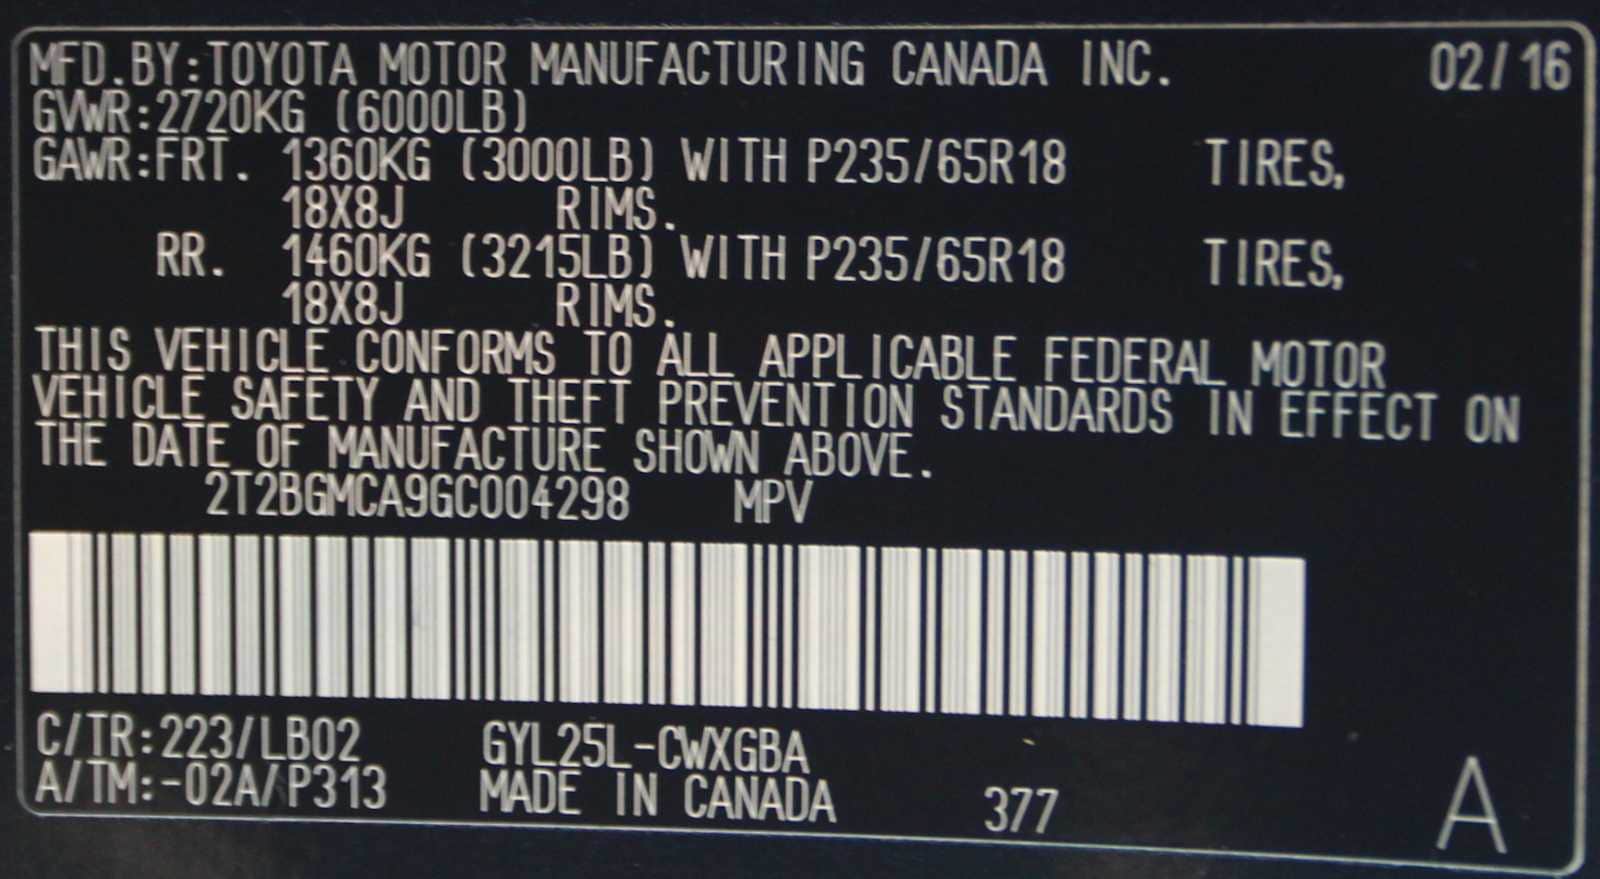 MFD.BY:TOYOTA MOTOR MANUFACTURING CANADA INC. 02/16
GVWR:2720KG (6000LB)
GAWR:FRT. 1360KG (3000LB) WITH P235/65R18 TIRES,
18X8J RIMS.
RR. 1460KG (3215LB) WITH P235/65R18 TIRES,
18X8J RIMS.
THIS VEHICLE CONFORMS TO ALL APPLICABLE FEDERAL MOTOR
VEHICLE SAFETY AND THEFT PREVENTION STANDARDS IN EFFECT ON
THE DATE OF MANUFACTURE SHOWN ABOVE.
2T2BGMCA9GC004298 MPV
C/TR:223/LB02 GYL25L-CWXGBA
A/TM:-02A/P313 MADE IN CANADA 377 A